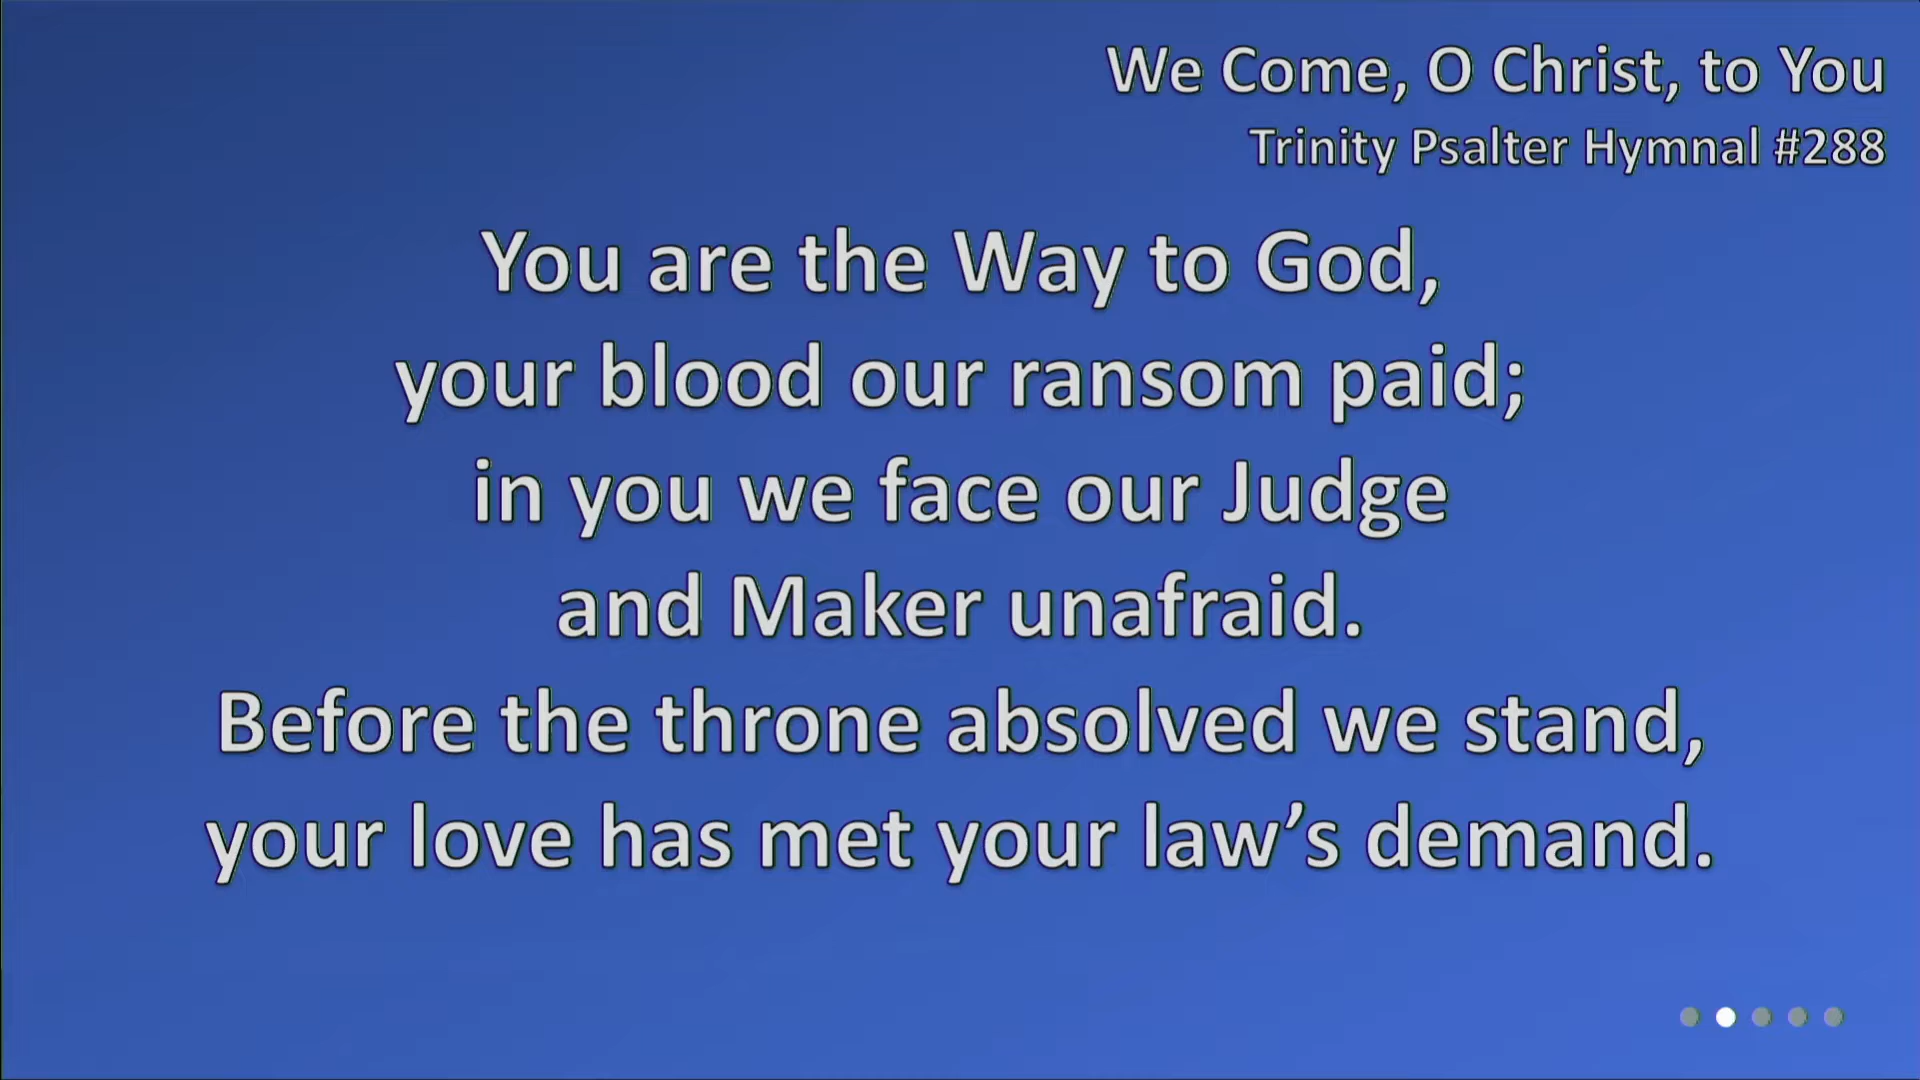 We Come, O Christ, to You
Trinity Psalter Hymnal #288
You are the Way to God,
your blood our ransom paid;
in you we face our Judge
and Maker unafraid.
Before the throne absolved we stand,
your love has met your law’s demand.